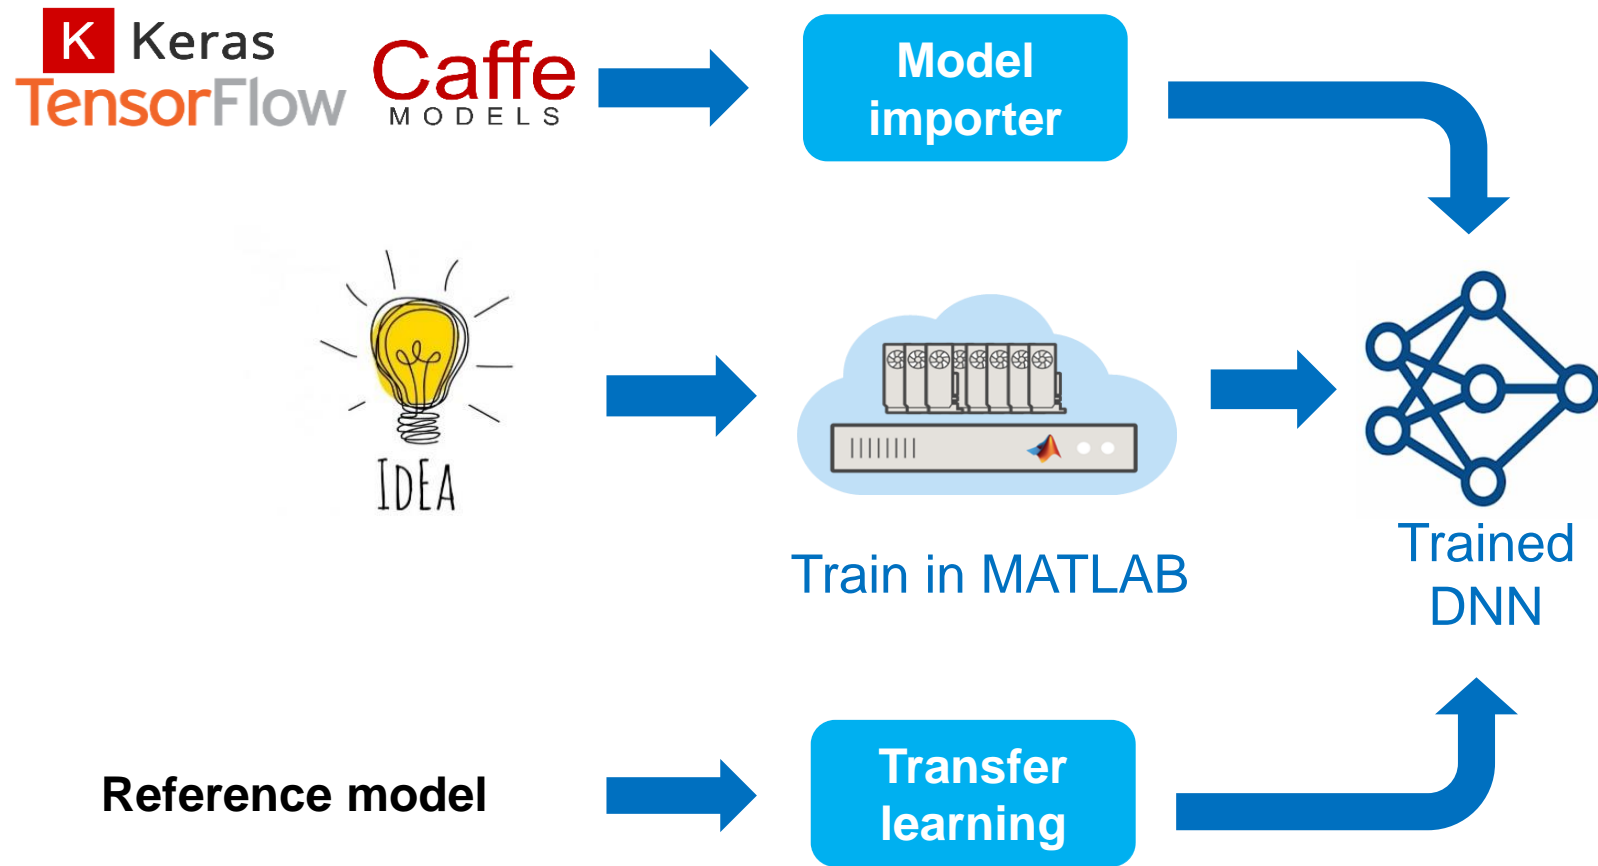 K Keras
TensorFlow
Caffe
MODELS
Model
importer
IDEA
Train in MATLAB
Trained
DNN
Reference model
Transfer
learning